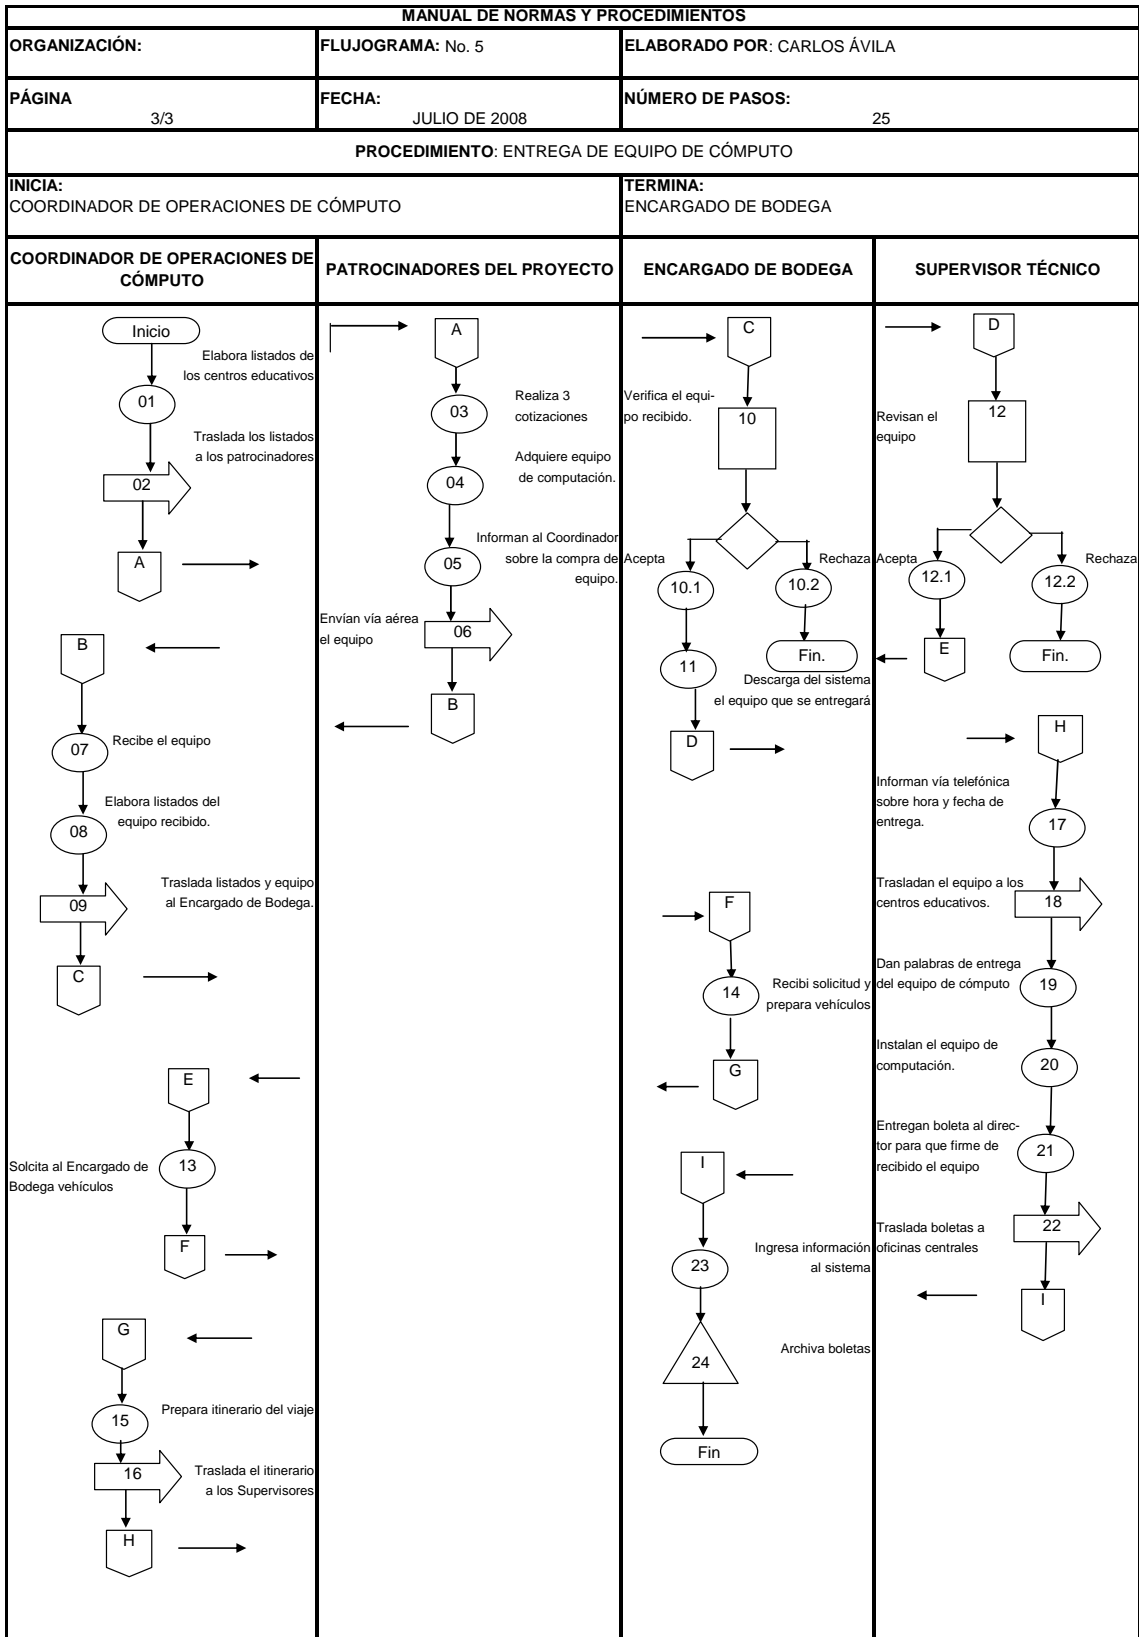 MANUAL DE NORMAS Y PROCEDIMIENTOS
ORGANIZACIÓN:
FLUJOGRAMA: No. 5
ELABORADO POR: CARLOS ÁVILA
PÁGINA
3/3
FECHA:
JULIO DE 2008
NÚMERO DE PASOS:
25
PROCEDIMIENTO: ENTREGA DE EQUIPO DE CÓMPUTO
INICIA:
COORDINADOR DE OPERACIONES DE CÓMPUTO
TERMINA:
ENCARGADO DE BODEGA
COORDINADOR DE OPERACIONES DE
CÓMPUTO
PATROCINADORES DEL PROYECTO
ENCARGADO DE BODEGA
SUPERVISOR TÉCNICO
Inicio
Elabora listados de
los centros educativos
01
Traslada los listados
a los patrocinadores
02
A
B
07
Recibe el equipo
Elabora listados del
equipo recibido.
08
Traslada listados y equipo
al Encargado de Bodega.
09
C
E
13
Solcita al Encargado de
Bodega vehículos
F
G
15
Prepara itinerario del viaje
16
Traslada el itinerario
a los Supervisores
H
A
03
Realiza 3
cotizaciones
Adquiere equipo
de computación.
04
Informan al Coordinador
sobre la compra de
equipo.
05
Envían vía aérea
el equipo
06
B
C
Verifica el equi-
po recibido.
10
Acepta
Rechaza
10.1
10.2
Fin.
11
Descarga del sistema
el equipo que se entregará
D
F
14
Recibi solicitud y
prepara vehículos
G
I
Ingresa información
al sistema
23
Archiva boletas
24
Fin
D
Revisan el
equipo
12
Acepta
Rechaza
12.1
12.2
E
Fin.
H
Informan vía telefónica
sobre hora y fecha de
entrega.
17
Trasladan el equipo a los
centros educativos.
18
Dan palabras de entrega
del equipo de cómputo
19
Instalan el equipo de
computación.
20
Entregan boleta al direc-
tor para que firme de
recibido el equipo
21
Traslada boletas a
oficinas centrales
22
I